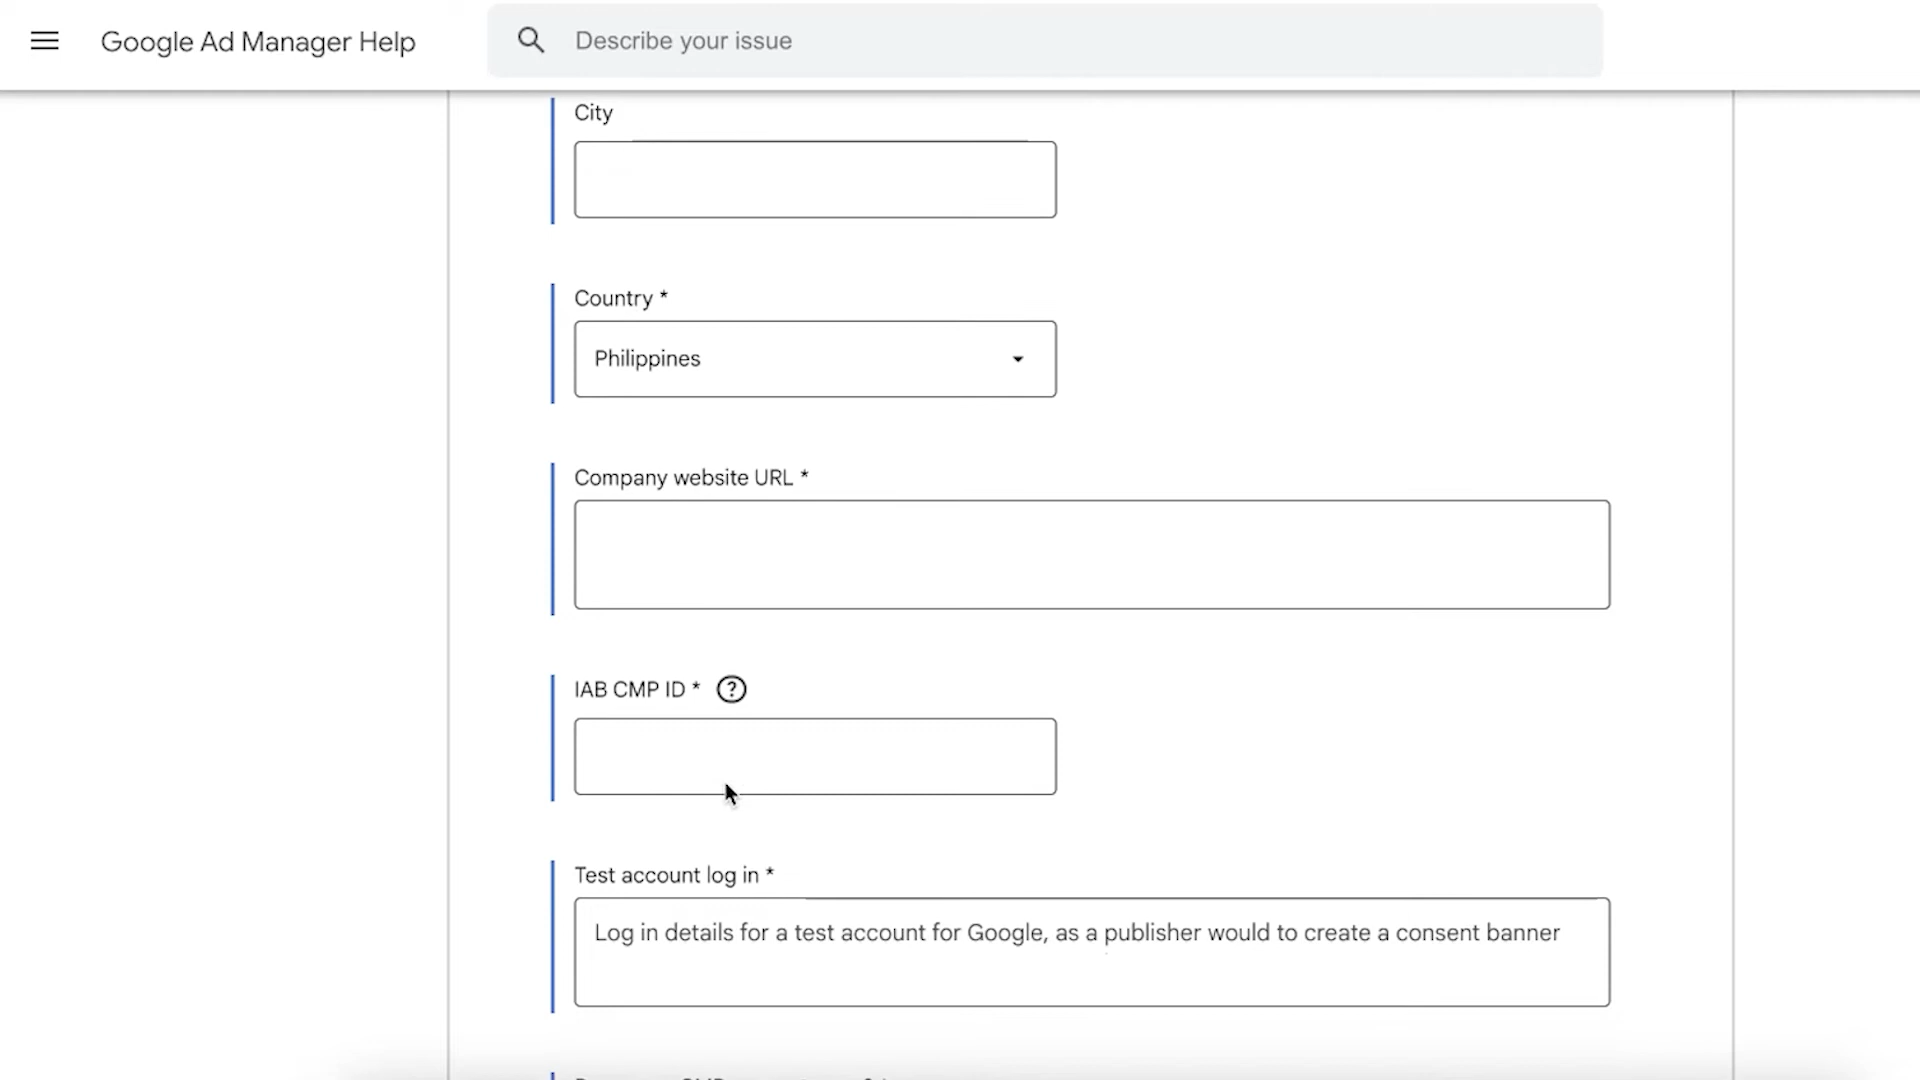 Google Ad Manager Help
Describe your issue
City
Country *
Philippines
Company website URL *
IAB CMP ID * ?
Test account log in *
Log in details for a test account for Google, as a publisher would to create a consent banner